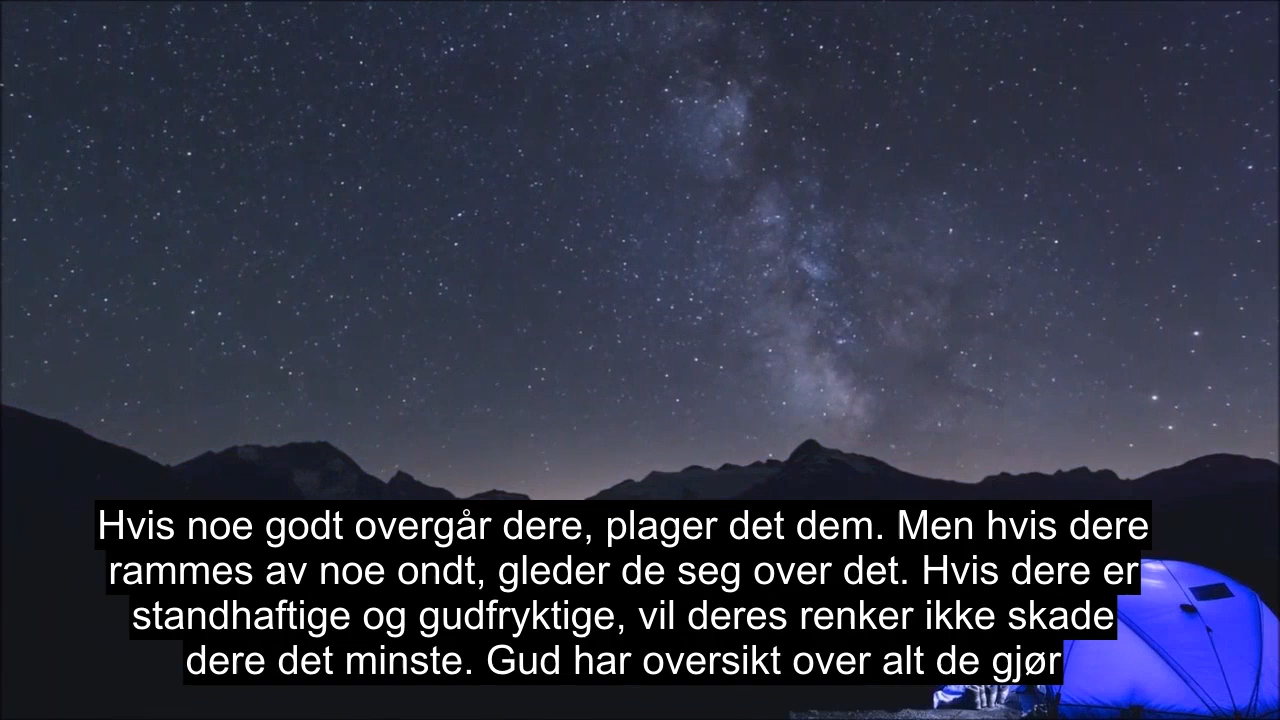 Hvis noe godt overgår dere, plager det dem. Men hvis dere
rammes av noe ondt, gleder de seg over det. Hvis dere er
standhaftige og gudfryktige, vil deres renker ikke skade
dere det minste. Gud har oversikt over alt de gjør